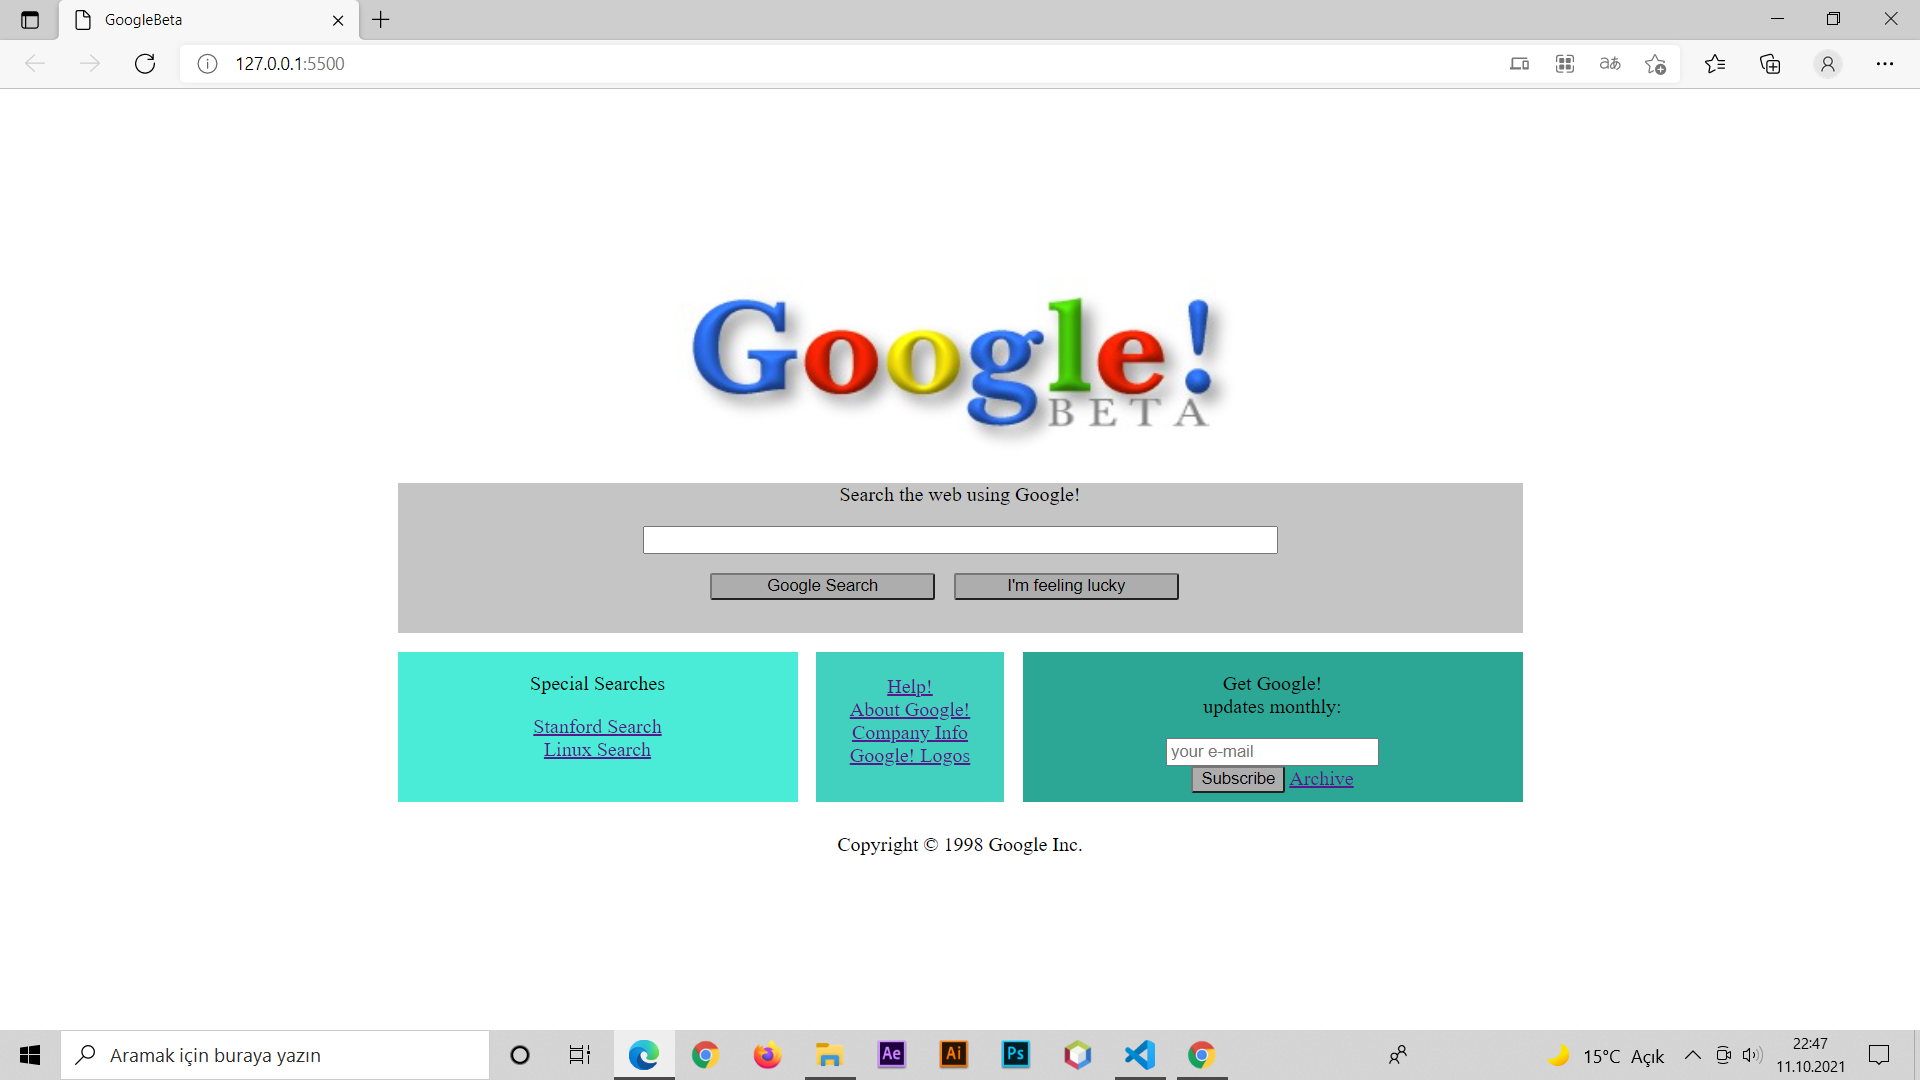 GoogleBeta
127.0.0.1:5500
aあ
Google!
BETA
Search the web using Google!
Google Search
I'm feeling lucky
Special Searches
Stanford Search
Linux Search
Help!
About Google!
Company Info
Google! Logos
Get Google!
updates monthly:
your e-mail
Subscribe Archive
Copyright © 1998 Google Inc.
Aramak için buraya yazın
Ae
Ai
Ps
15°C Açık
22:47
11.10.2021